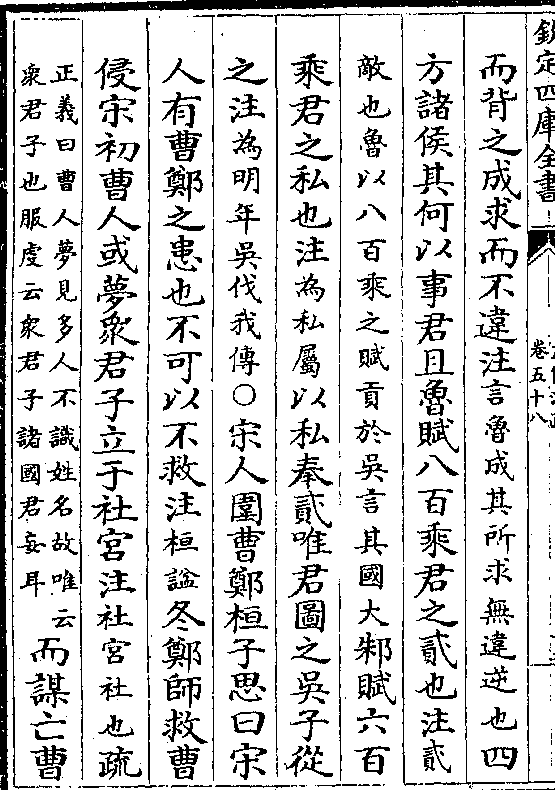 欽定四庫全書
卷五十八
而背之成求而不違注言魯成其所求無違逆也四
方諸侯其何以事君且魯賦八百乘君之貳也注貳
敵也魯以八百乘之賦貢於吳言其國大邾賦六百
乘君之私也注為私屬以私奉貳唯君圖之吳子從
之注為明年吳伐我傳○宋人圍曹鄭桓子思曰宋
人有曹鄭之患也不可以不救注桓諡冬鄭師救曹
侵宋初曹人或夢眾君子立于社宮注社宮社也疏
正義曰曹人夢見多人不識姓名故唯云
衆君子也服虔云衆君子諸國君妄耳
而謀亡曹